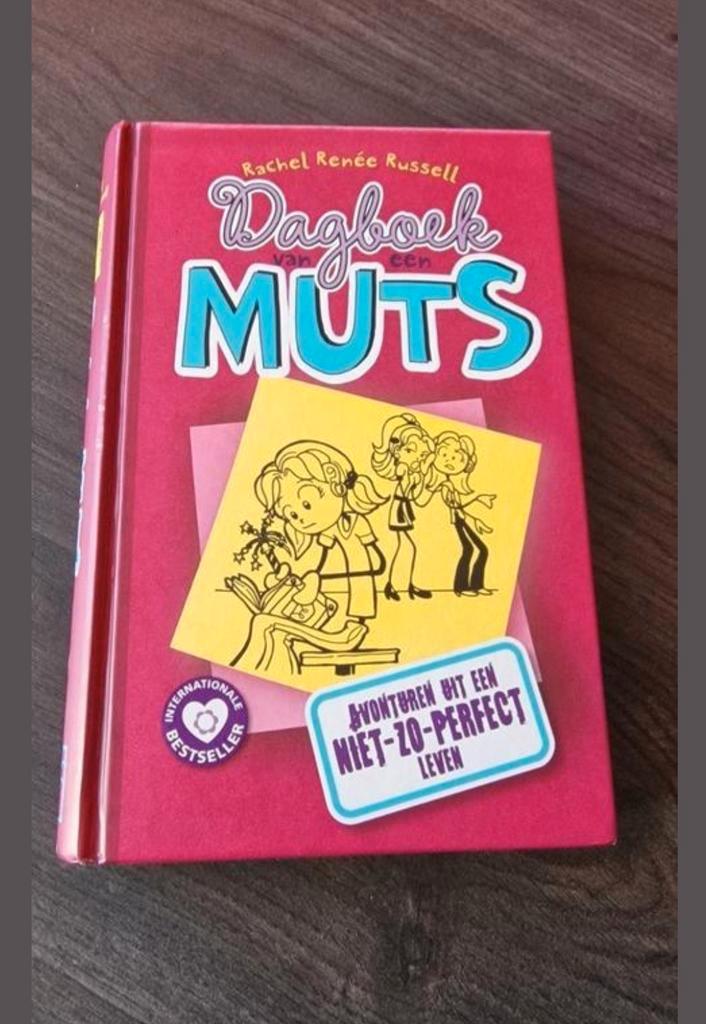 Rachel Renée Russell
Dagboek
van een
MUTS
INTERNATIONALE
BESTSELLER
AVONTUREN UIT EEN
NIET-ZO-PERFECT
LEVEN